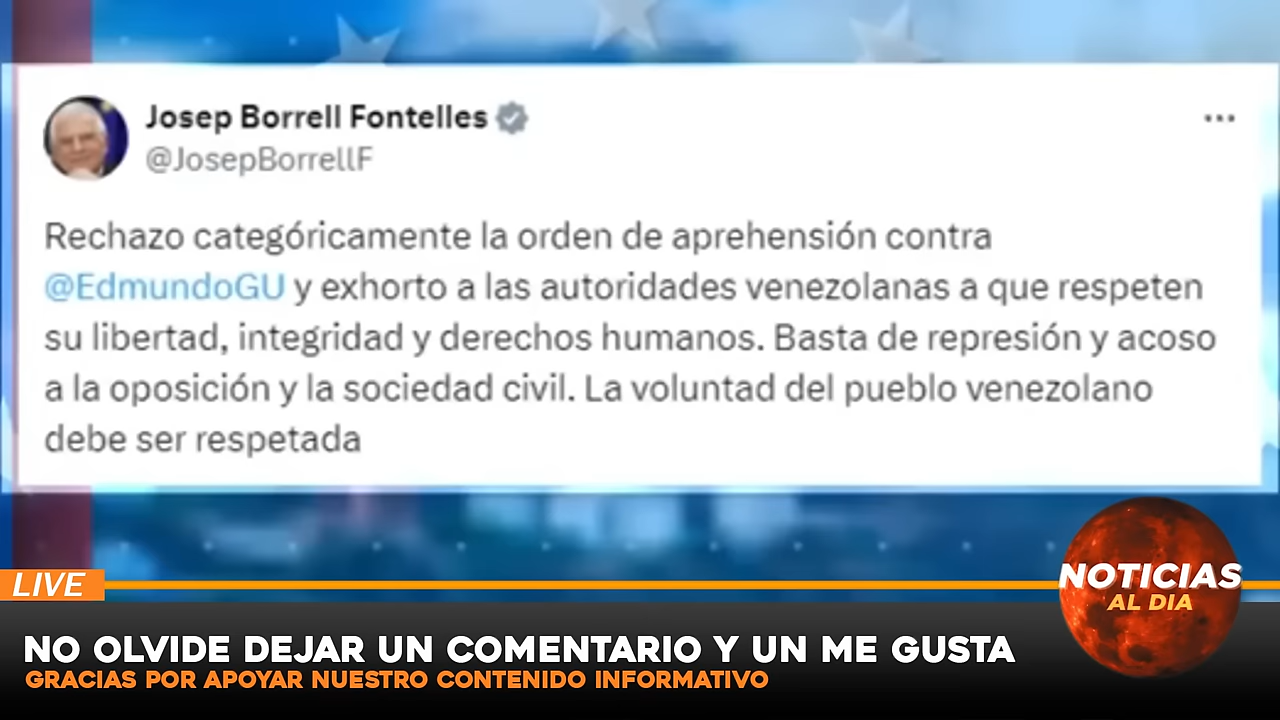 Josep Borrell Fontelles
@JosepBorrellF
Rechazo categóricamente la orden de aprehensión contra
@EdmundoGU y exhorto a las autoridades venezolanas a que respeten
su libertad, integridad y derechos humanos. Basta de represión y acoso
a la oposición y la sociedad civil. La voluntad del pueblo venezolano
debe ser respetada
LIVE
NOTICIAS
AL DIA
NO OLVIDE DEJAR UN COMENTARIO Y UN ME GUSTA
GRACIAS POR APOYAR NUESTRO CONTENIDO INFORMATIVO